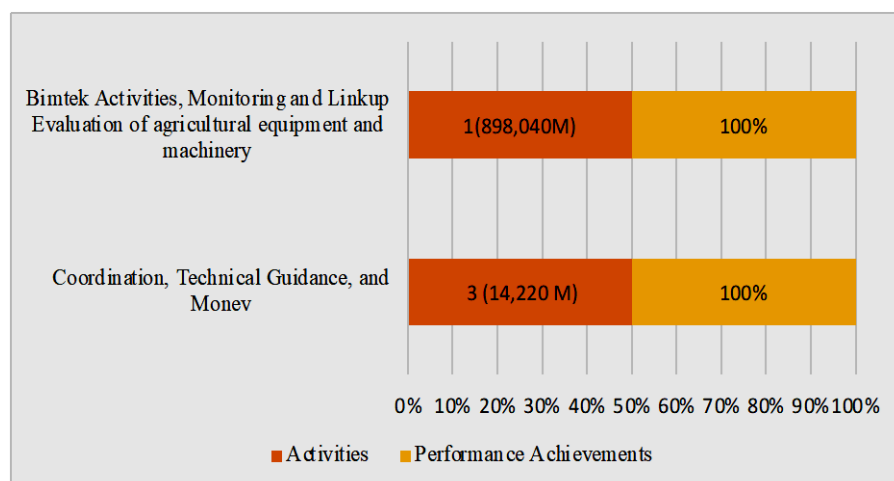 Bimtek Activities, Monitoring and Linkup
Evaluation of agricultural equipment and
machinery
1(898,040M)
100%
Coordination, Technical Guidance, and
Monev
3 (14,220 M)
100%
0% 10% 20% 30% 40% 50% 60% 70% 80% 90% 100%
Activities Performance Achievements